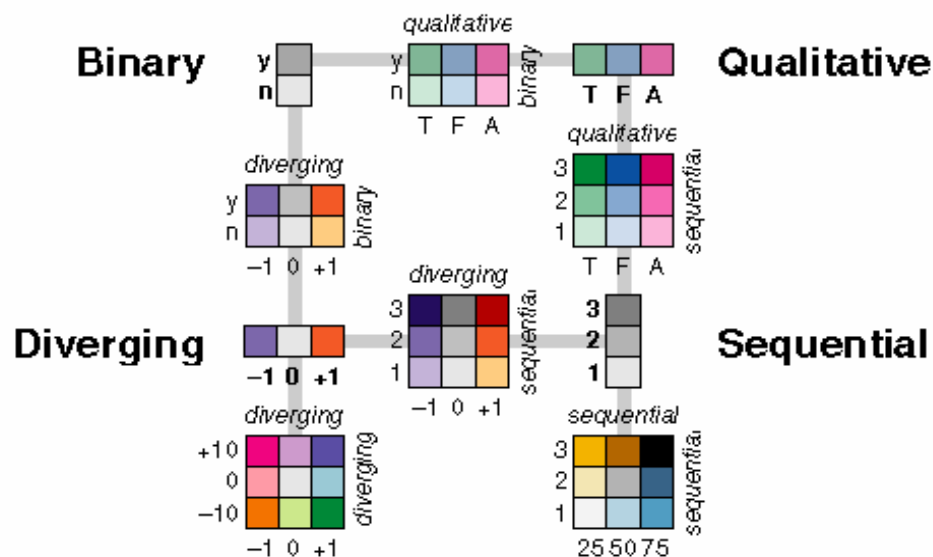 qualitative
Binary
y
n
y
n
binary
T F A
T F A
Qualitative
diverging
y
n
binary
–1 0 +1
qualitative
3
2
1
sequential
T F A
diverging
3
2
1
sequential
–1 0 +1
Diverging
–1 0 +1
3
2
1
Sequential
diverging
+10
0
–10
diverging
–1 0 +1
sequential
3
2
1
sequential
25 50 75